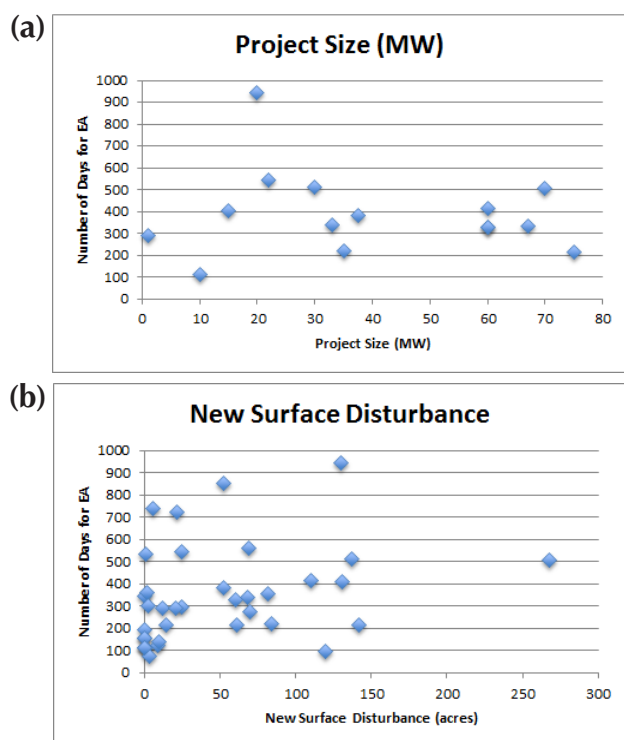 (a)
Project Size (MW)
Number of Days for EA
1000
900
800
700
600
500
400
300
200
100
0
0 10 20 30 40 50 60 70 80
Project Size (MW)
(b)
New Surface Disturbance
Number of Days for EA
1000
900
800
700
600
500
400
300
200
100
0
0 50 100 150 200 250 300
New Surface Disturbance (acres)